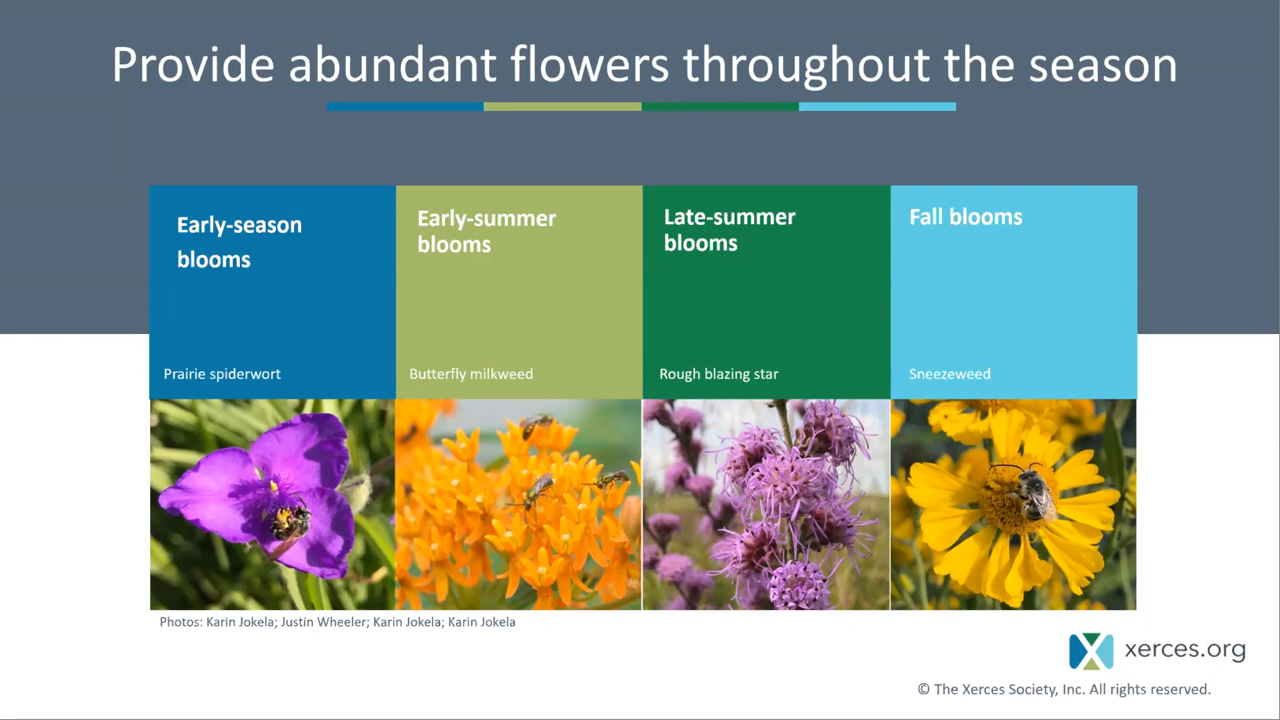 Provide abundant flowers throughout the season
Early-season
blooms
Prairie spiderwort
Early-summer
blooms
Butterfly milkweed
Late-summer
blooms
Rough blazing star
Fall blooms
Sneezeweed
Photos: Karin Jokela; Justin Wheeler; Karin Jokela; Karin Jokela
xerces.org
© The Xerces Society, Inc. All rights reserved.